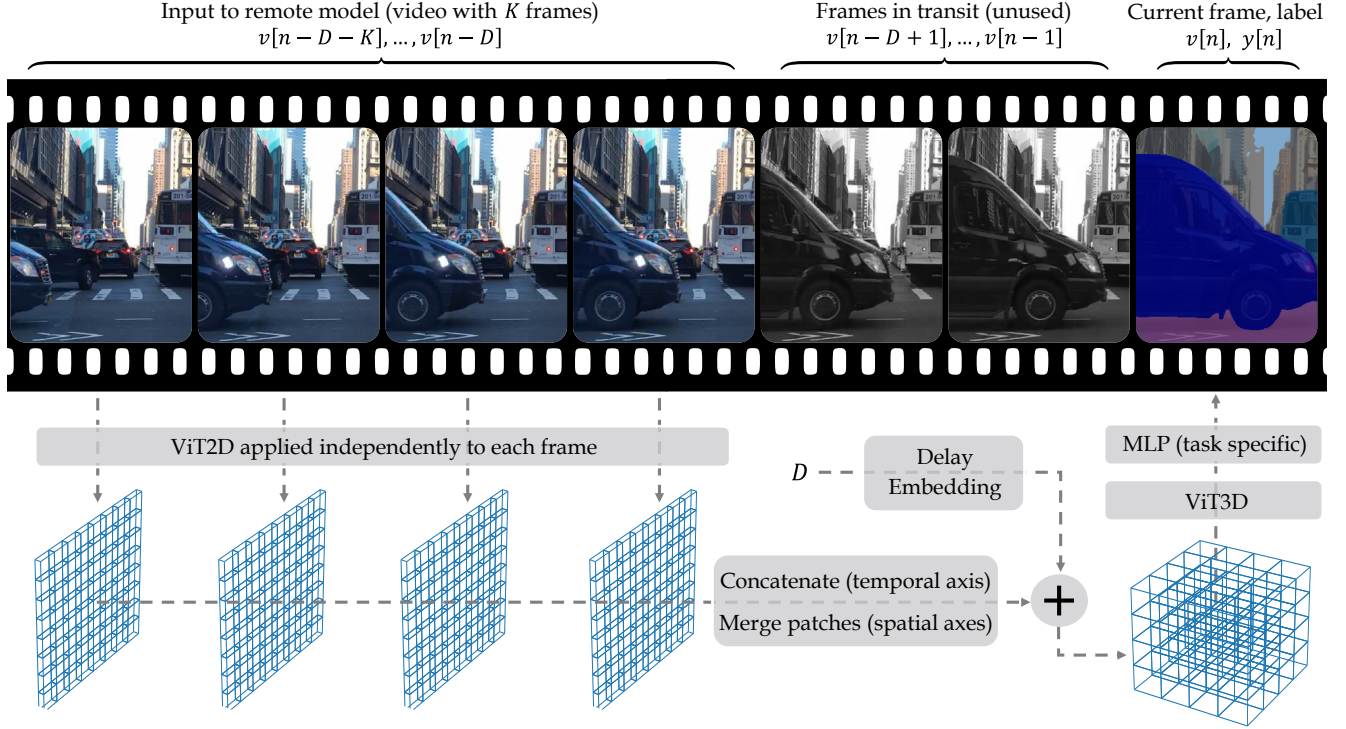 Input to remote model (video with K frames)
v[n − D − K], … , v[n − D]
Frames in transit (unused)
v[n − D + 1], … , v[n − 1]
Current frame, label
v[n], y[n]
ViT2D applied independently to each frame
D
Delay
Embedding
MLP (task specific)
ViT3D
Concatenate (temporal axis)
Merge patches (spatial axes)
+